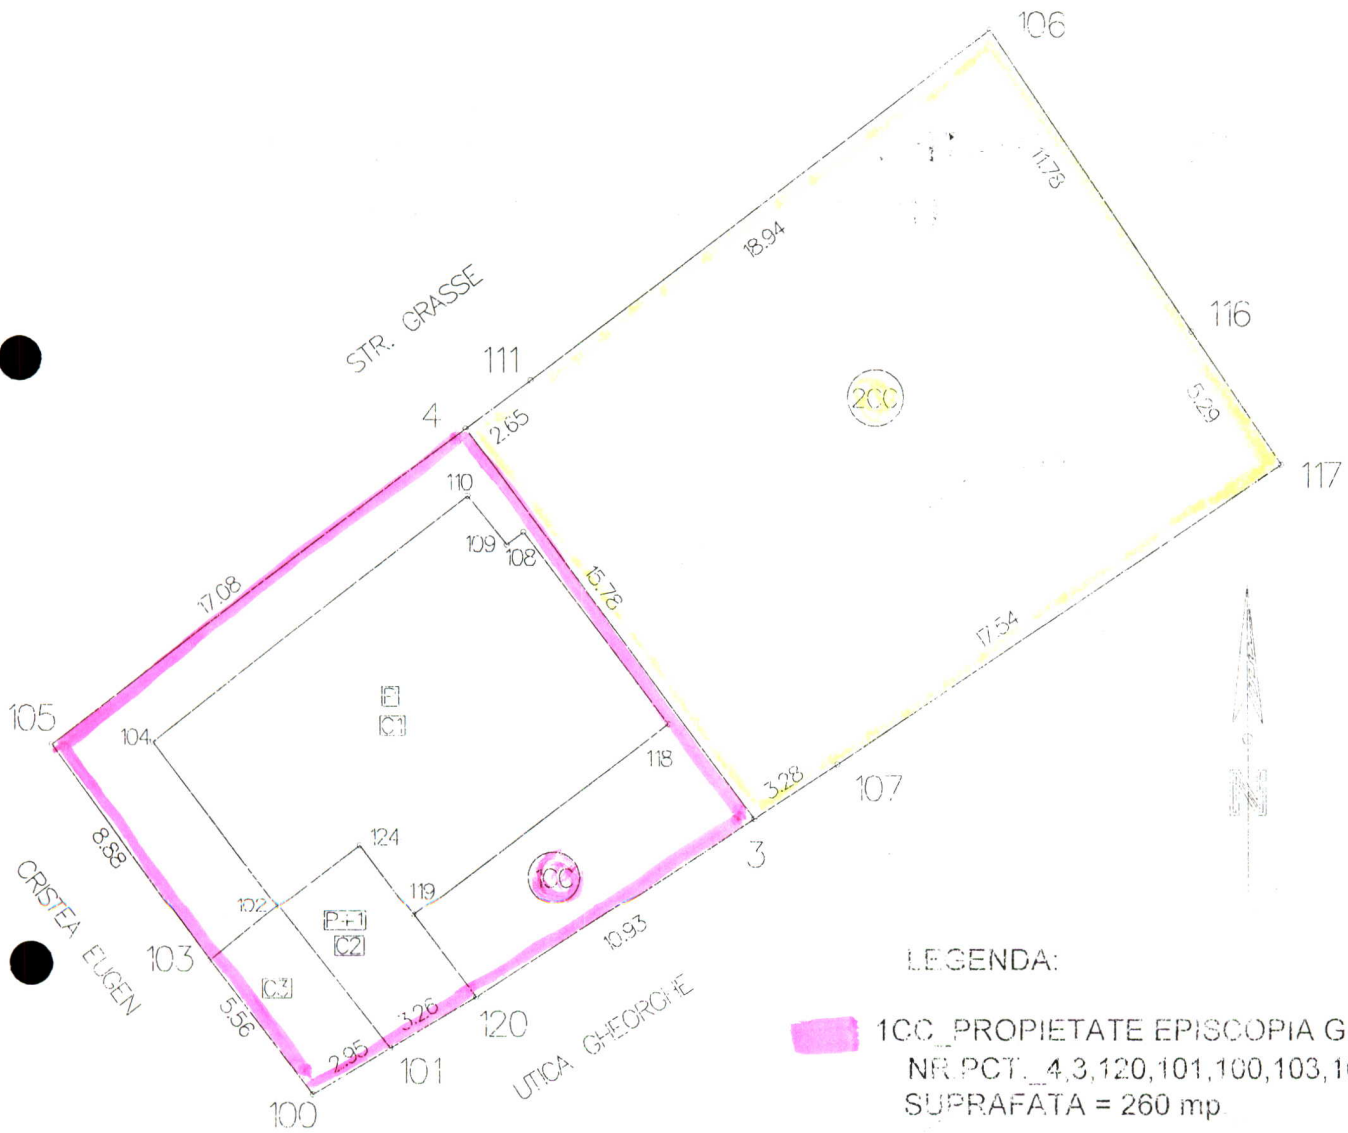 106
11.78
18.94
116
5.29
117
STR. GRASSE
111
2CC
4
2.65
110
109
108
15.78
17.08
17.54
105
104
P
C1
118
3.28
107
8.88
124
3
1CC
CRISTEA EUGEN
102
119
P+1
C2
103
10.93
C3
5.56
3.26
120
2.95
101
100
UTICA GHEORGHE
N
LEGENDA:
1CC_PROPIETATE EPISCOPIA G
NR.PCT._4,3,120,101,100,103,1
SUPRAFATA = 260 mp